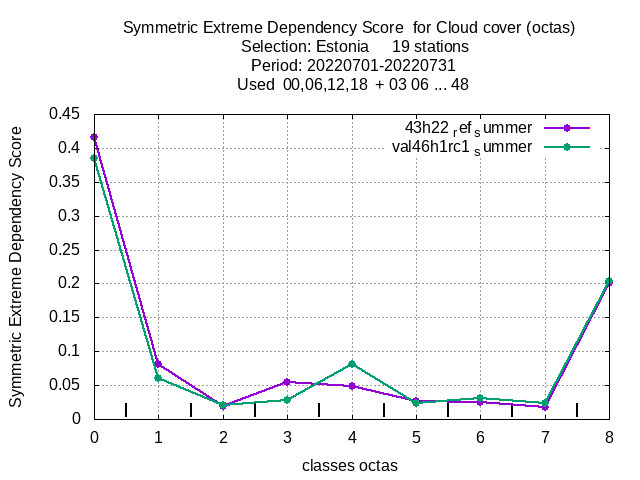 Symmetric Extreme Dependency Score  for Cloud cover (octas)
Selection: Estonia     19 stations
Period: 20220701-20220731
Used  00,06,12,18  + 03 06 ... 48
43h22 ref summer
val46h1rc1 summer
Symmetric Extreme Dependency Score
0.45
0.4
0.35
0.3
0.25
0.2
0.15
0.1
0.05
0
0 1 2 3 4 5 6 7 8
classes octas